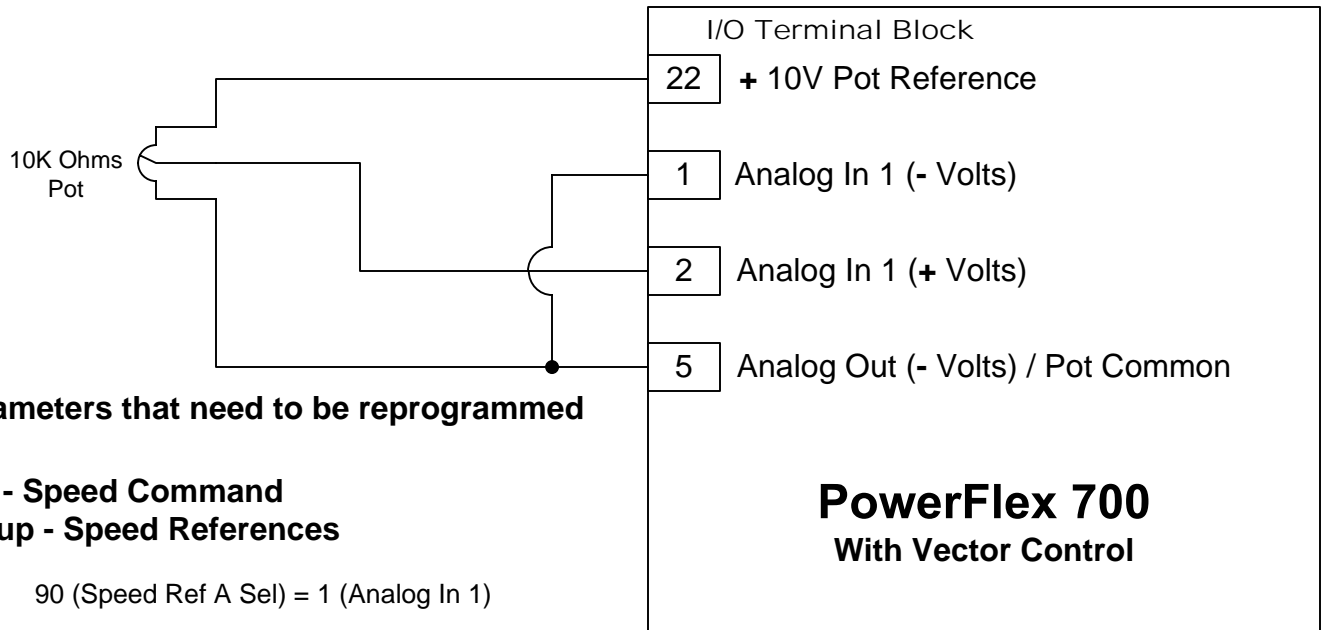 I/O Terminal Block
22 + 10V Pot Reference
10K Ohms
Pot
1 Analog In 1 (- Volts)
2 Analog In 1 (+ Volts)
5 Analog Out (- Volts) / Pot Common
that need to be reprogrammed
- Speed Command
- Speed References
PowerFlex 700
With Vector Control
90 (Speed Ref A Sel) = 1 (Analog In 1)